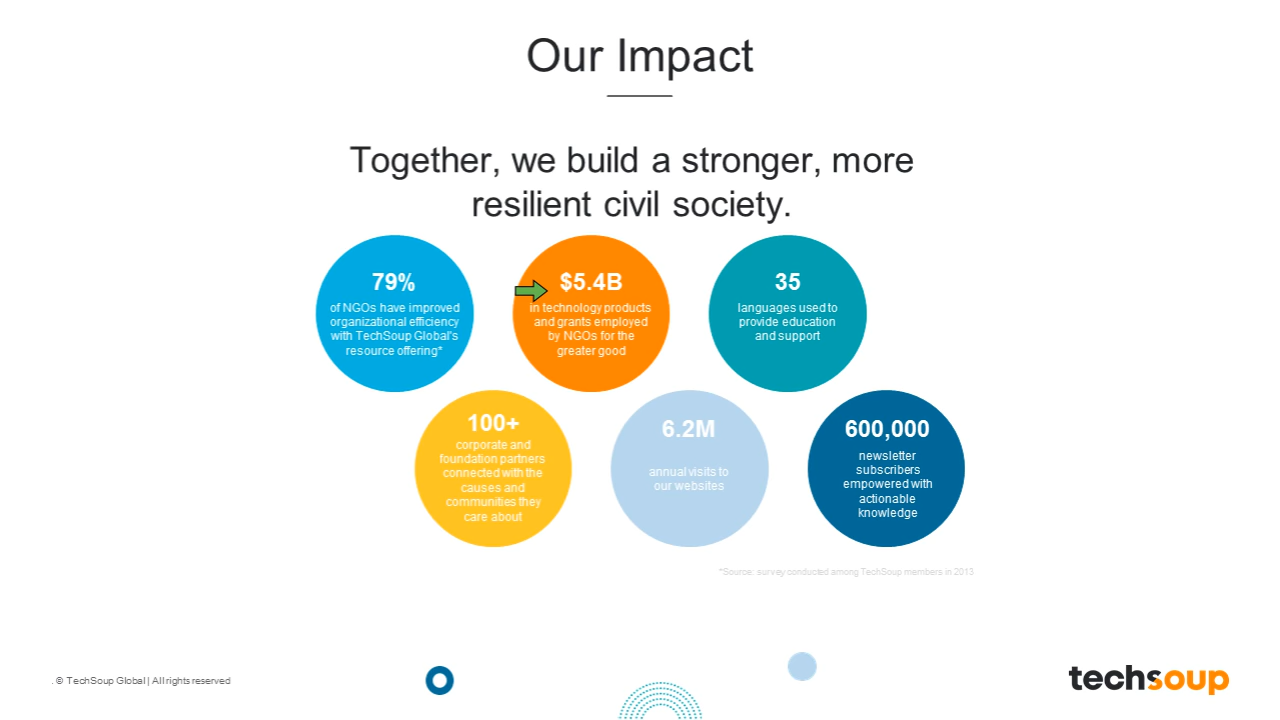 Our Impact
Together, we build a stronger, more
resilient civil society.
79%
of NGOs have improved
organizational efficiency
with TechSoup Global's
resource offering*
$5.4B
in technology products
and grants employed
by NGOs for the
greater good
35
languages used to
provide education
and support
100+
corporate and
foundation partners
connected with the
causes and
communities they
care about
6.2M
annual visits to
our websites
600,000
newsletter
subscribers
empowered with
actionable
knowledge
*Source: survey conducted among TechSoup members in 2013
. © TechSoup Global | All rights reserved
techsoup